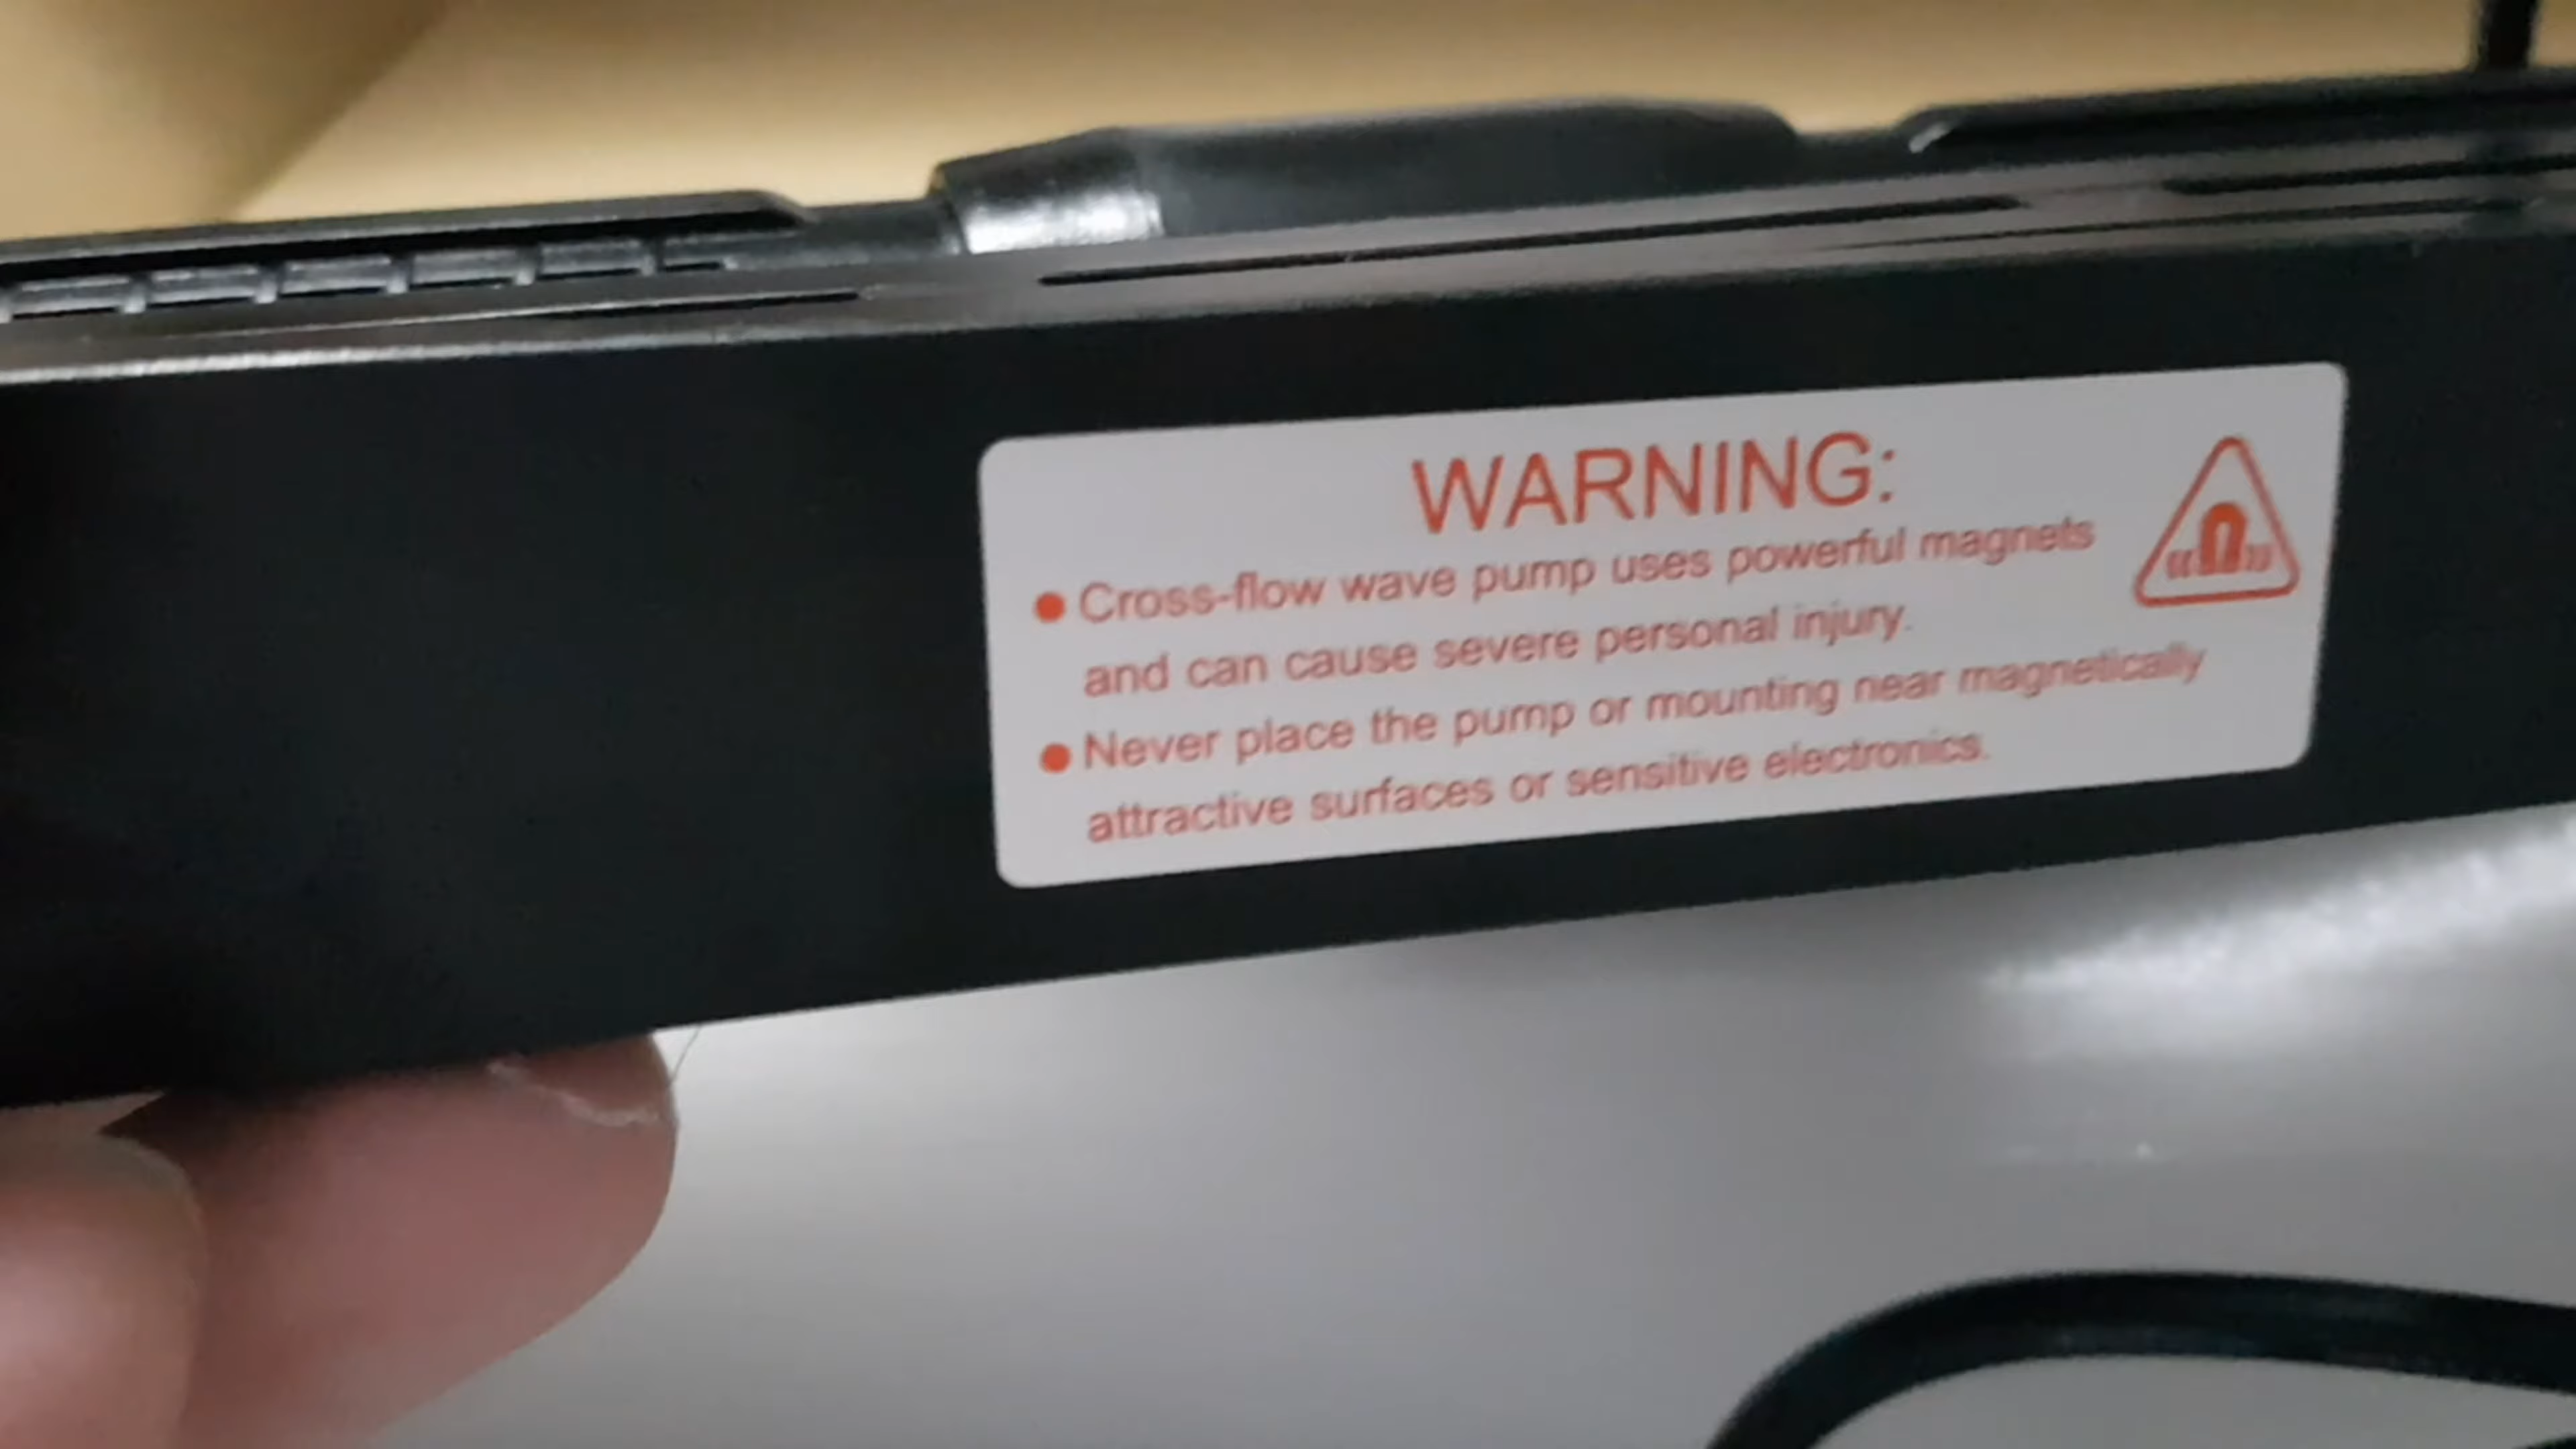 WARNING:
● Cross-flow wave pump uses powerful magnets
and can cause severe personal injury.
● Never place the pump or mounting near magnetically
attractive surfaces or sensitive electronics.